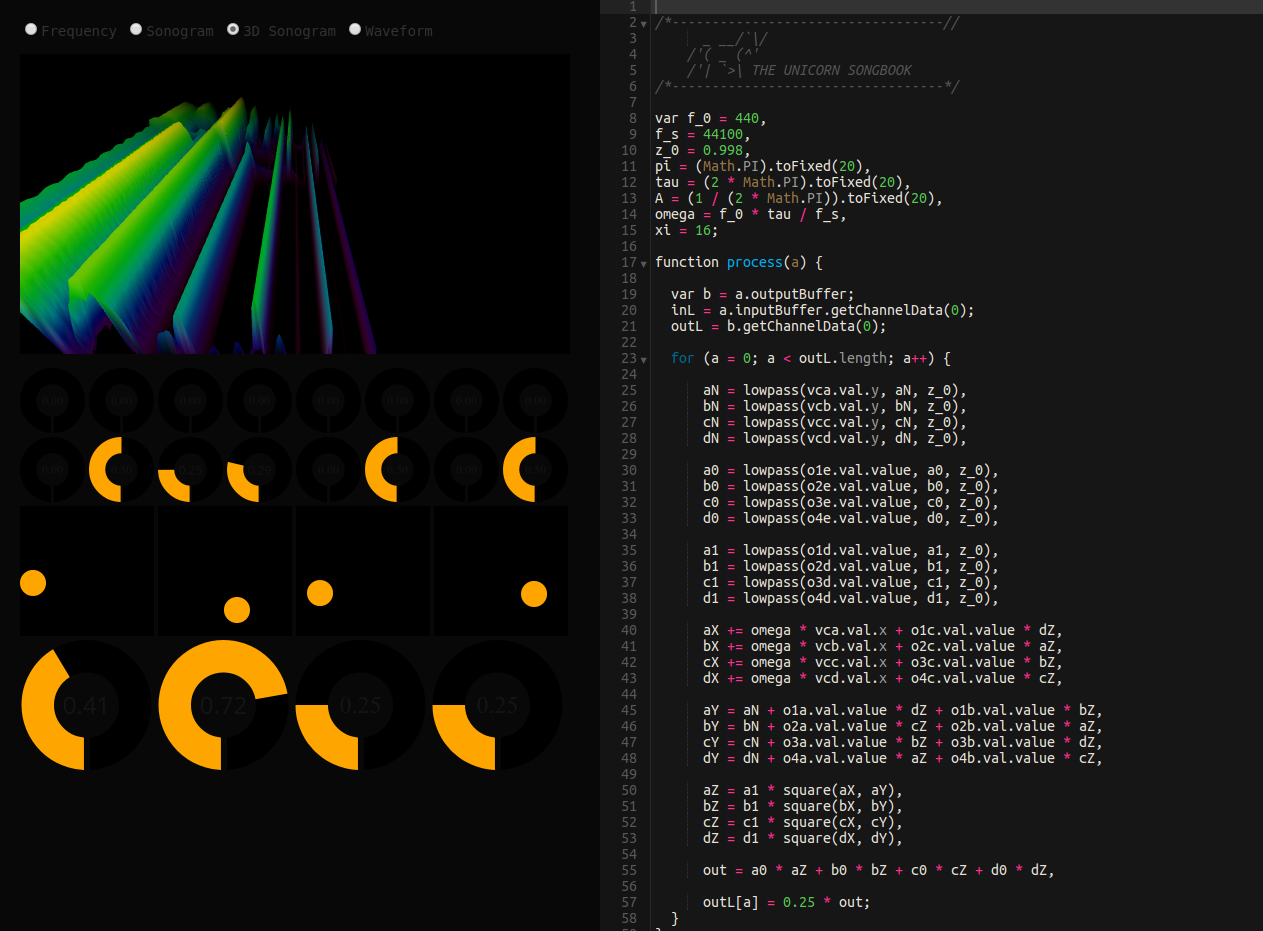 Frequency Sonogram 3D Sonogram Waveform
0.00 0.00 0.00 0.00 0.00 0.00 0.00 0.00
0.00 0.50 0.25 0.29 0.00 0.50 0.00 0.50
0.41 0.72 0.25 0.25
1
2 /*----------------------------------//
3 _ __/`\/
4 /'( _ (^'
5 /'| `>\ THE UNICORN SONGBOOK
6 /*----------------------------------*/
7
8 var f_0 = 440,
9 f_s = 44100,
10 z_0 = 0.998,
11 pi = (Math.PI).toFixed(20),
12 tau = (2 * Math.PI).toFixed(20),
13 A = (1 / (2 * Math.PI)).toFixed(20),
14 omega = f_0 * tau / f_s,
15 xi = 16;
16
17 function process(a) {
18
19 var b = a.outputBuffer;
20 inL = a.inputBuffer.getChannelData(0);
21 outL = b.getChannelData(0);
22
23 for (a = 0; a < outL.length; a++) {
24
25 aN = lowpass(vca.val.y, aN, z_0),
26 bN = lowpass(vcb.val.y, bN, z_0),
27 cN = lowpass(vcc.val.y, cN, z_0),
28 dN = lowpass(vcd.val.y, dN, z_0),
29
30 a0 = lowpass(o1e.val.value, a0, z_0),
31 b0 = lowpass(o2e.val.value, b0, z_0),
32 c0 = lowpass(o3e.val.value, c0, z_0),
33 d0 = lowpass(o4e.val.value, d0, z_0),
34
35 a1 = lowpass(o1d.val.value, a1, z_0),
36 b1 = lowpass(o2d.val.value, b1, z_0),
37 c1 = lowpass(o3d.val.value, c1, z_0),
38 d1 = lowpass(o4d.val.value, d1, z_0),
39
40 aX += omega * vca.val.x + o1c.val.value * dZ,
41 bX += omega * vcb.val.x + o2c.val.value * aZ,
42 cX += omega * vcc.val.x + o3c.val.value * bZ,
43 dX += omega * vcd.val.x + o4c.val.value * cZ,
44
45 aY = aN + o1a.val.value * dZ + o1b.val.value * bZ,
46 bY = bN + o2a.val.value * cZ + o2b.val.value * aZ,
47 cY = cN + o3a.val.value * bZ + o3b.val.value * dZ,
48 dY = dN + o4a.val.value * aZ + o4b.val.value * cZ,
49
50 aZ = a1 * square(aX, aY),
51 bZ = b1 * square(bX, bY),
52 cZ = c1 * square(cX, cY),
53 dZ = d1 * square(dX, dY),
54
55 out = a0 * aZ + b0 * bZ + c0 * cZ + d0 * dZ,
56
57 outL[a] = 0.25 * out;
58 }